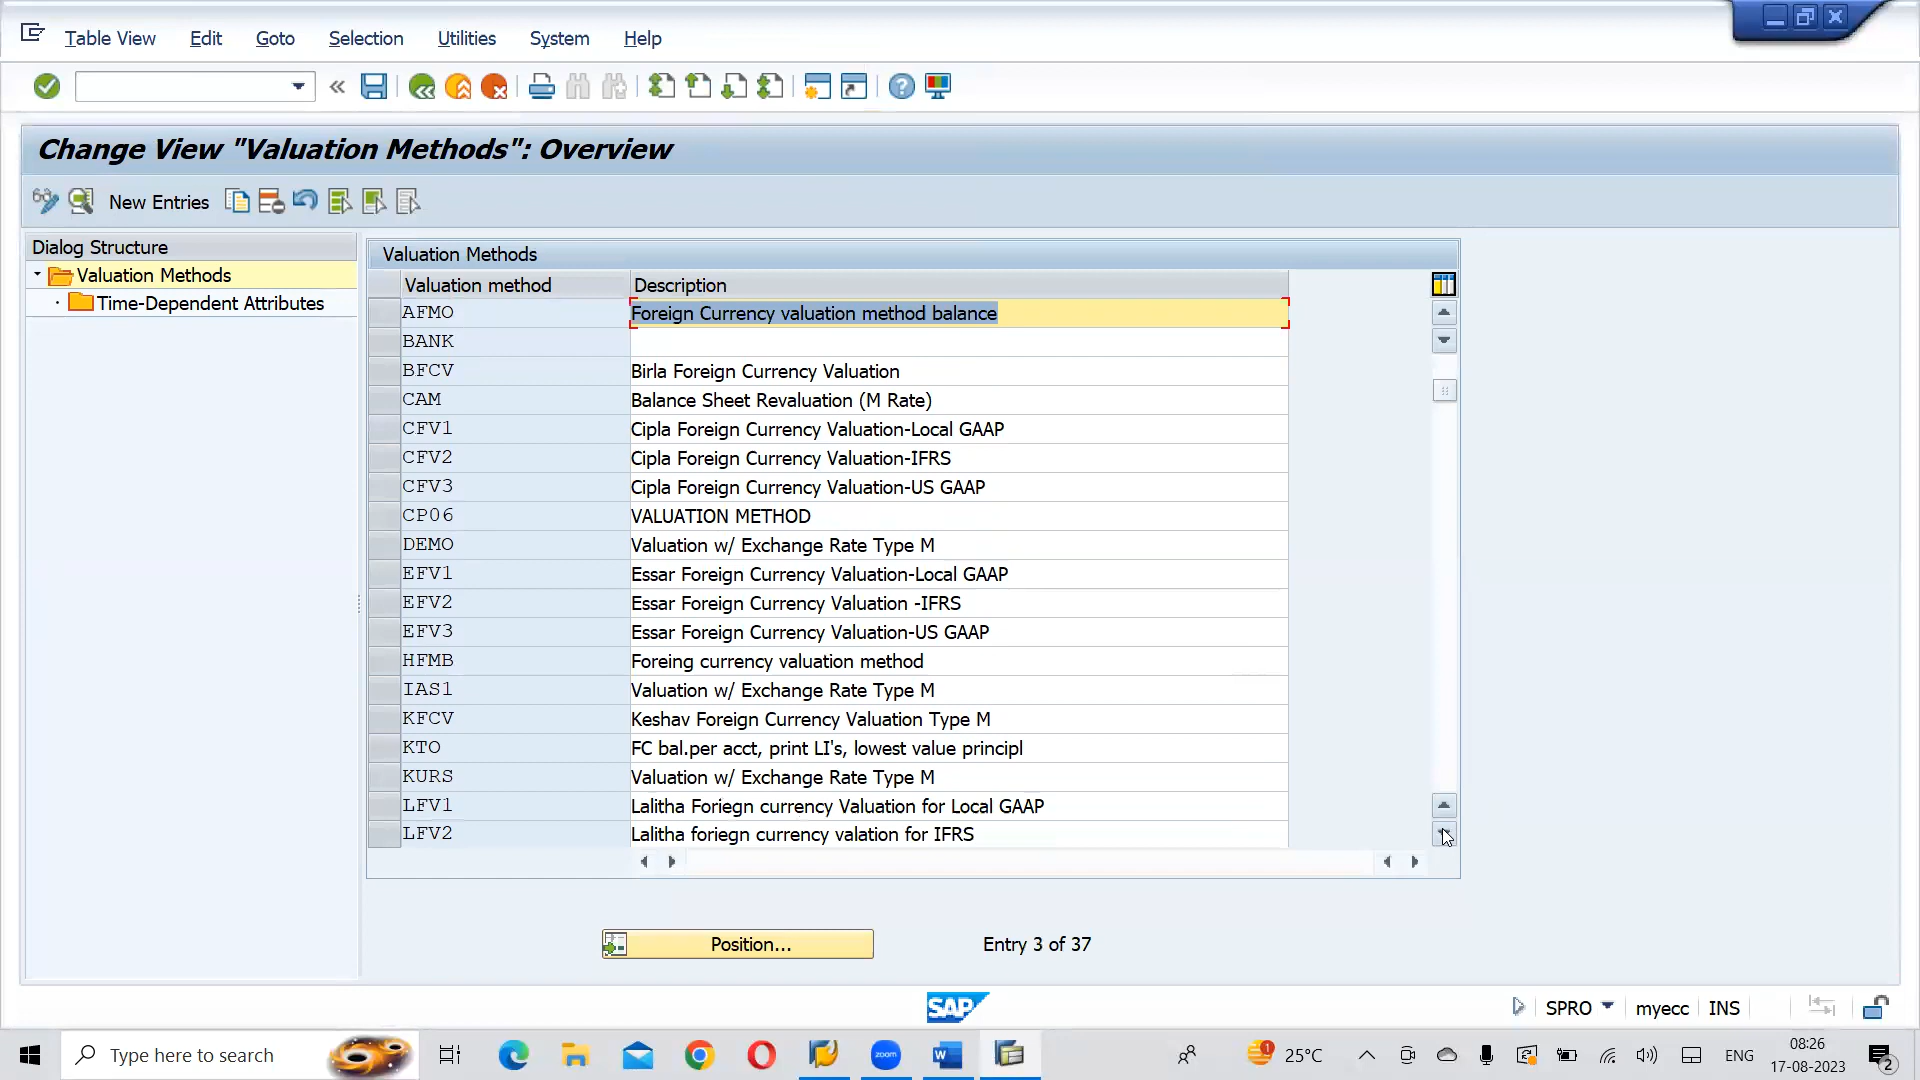 Table View Edit Goto Selection Utilities System Help
Change View "Valuation Methods": Overview
New Entries
Dialog Structure
Valuation Methods
Time-Dependent Attributes
Valuation Methods
Valuation method Description
AFMO Foreign Currency valuation method balance
BANK
BFCV Birla Foreign Currency Valuation
CAM Balance Sheet Revaluation (M Rate)
CFV1 Cipla Foreign Currency Valuation-Local GAAP
CFV2 Cipla Foreign Currency Valuation-IFRS
CFV3 Cipla Foreign Currency Valuation-US GAAP
CP06 VALUATION METHOD
DEMO Valuation w/ Exchange Rate Type M
EFV1 Essar Foreign Currency Valuation-Local GAAP
EFV2 Essar Foreign Currency Valuation -IFRS
EFV3 Essar Foreign Currency Valuation-US GAAP
HFMB Foreing currency valuation method
IAS1 Valuation w/ Exchange Rate Type M
KFCV Keshav Foreign Currency Valuation Type M
KTO FC bal.per acct, print LI's, lowest value principl
KURS Valuation w/ Exchange Rate Type M
LFV1 Lalitha Foriegn currency Valuation for Local GAAP
LFV2 Lalitha foriegn currency valation for IFRS
Position... Entry 3 of 37
SAP
SPRO myecc INS
Type here to search
zoom
W
1
25°C
ENG
08:26
17-08-2023
2